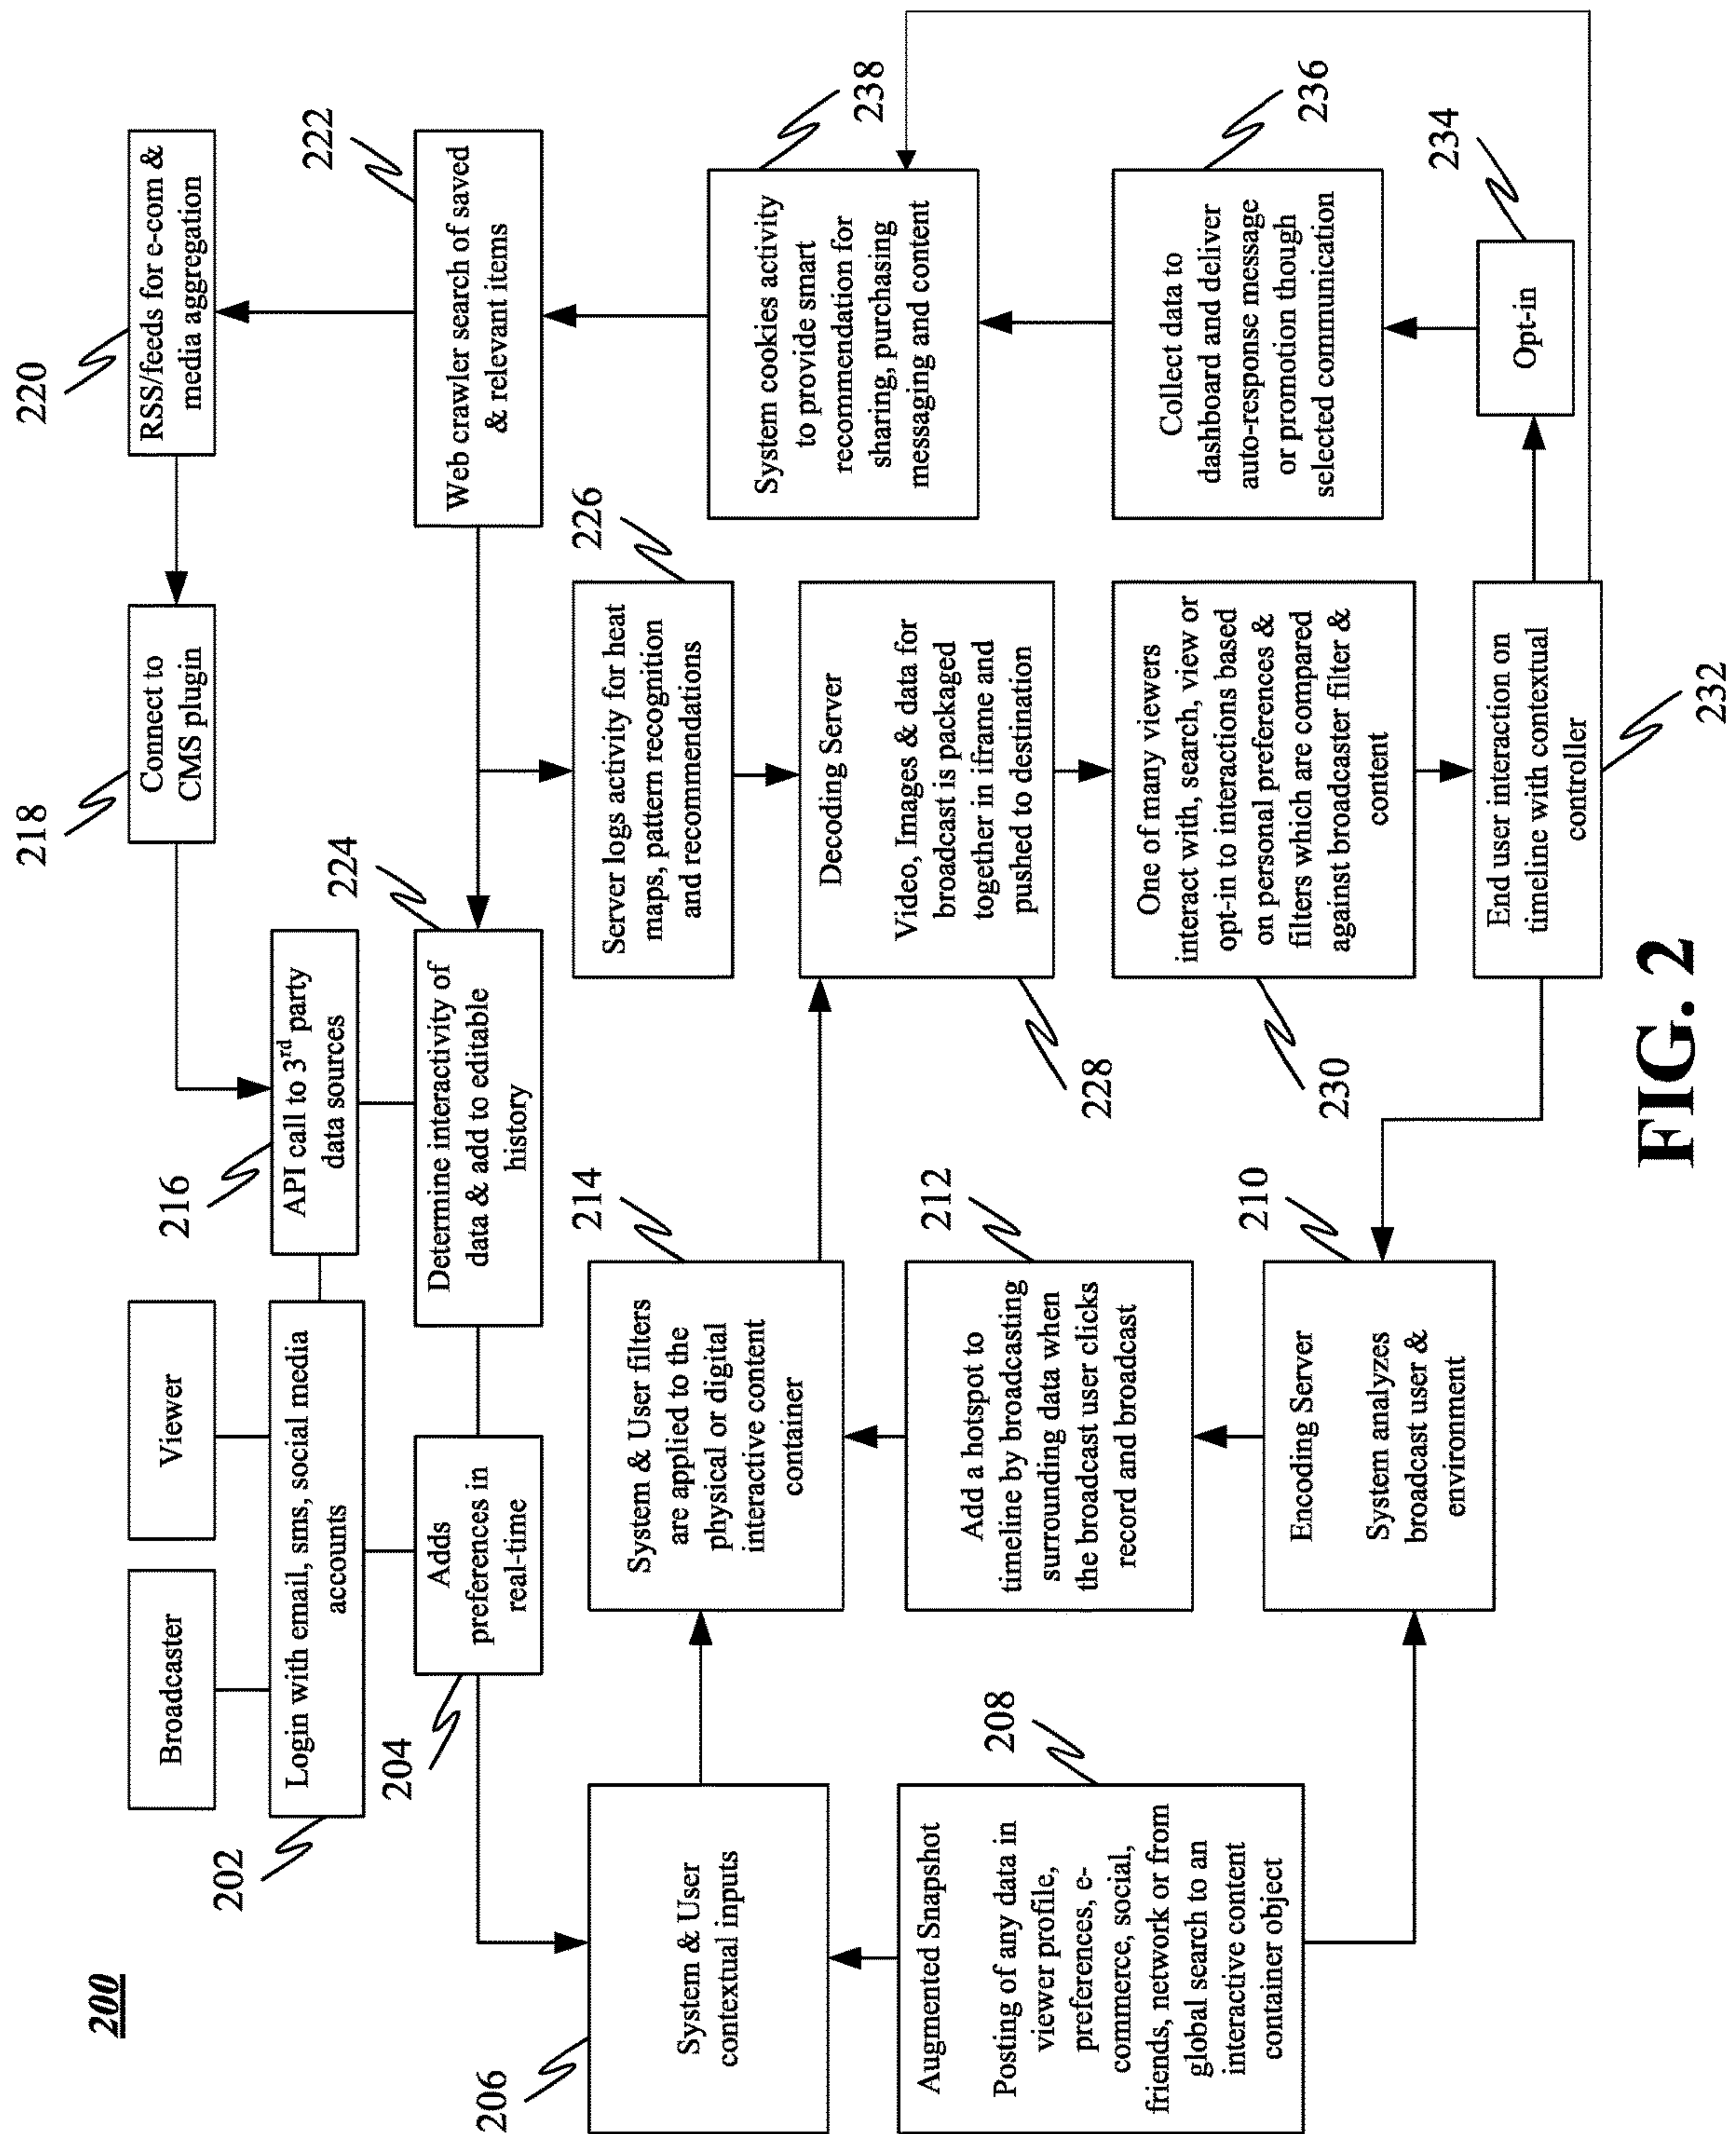 200
Broadcaster
Viewer
202
Login with email, sms, social media
accounts
216
API call to 3rd party
data sources
218
Connect to
CMS plugin
220
RSS/feeds for e-com &
media aggregation
204
Adds
preferences in
real-time
224
Determine interactivity of
data & add to editable
history
222
Web crawler search of saved
& relevant items
206
System & User
contextual inputs
214
System & User filters
are applied to the
physical or digital
interactive content
container
226
Server logs activity for heat
maps, pattern recognition
and recommendations
238
System cookies activity
to provide smart
recommendation for
sharing, purchasing
messaging and content
228
Decoding Server
Video, Images & data for
broadcast is packaged
together in iframe and
pushed to destination
208
Augmented Snapshot
Posting of any data in
viewer profile,
preferences, e-
commerce, social,
friends, network or from
global search to an
interactive content
container object
212
Add a hotspot to
timeline by broadcasting
surrounding data when
the broadcast user clicks
record and broadcast
230
One of many viewers
interact with, search, view or
opt-in to interactions based
on personal preferences &
filters which are compared
against broadcaster filter &
content
236
Collect data to
dashboard and deliver
auto-response message
or promotion though
selected communication
210
Encoding Server
System analyzes
broadcast user &
environment
232
End user interaction on
timeline with contextual
controller
234
Opt-in
FIG. 2